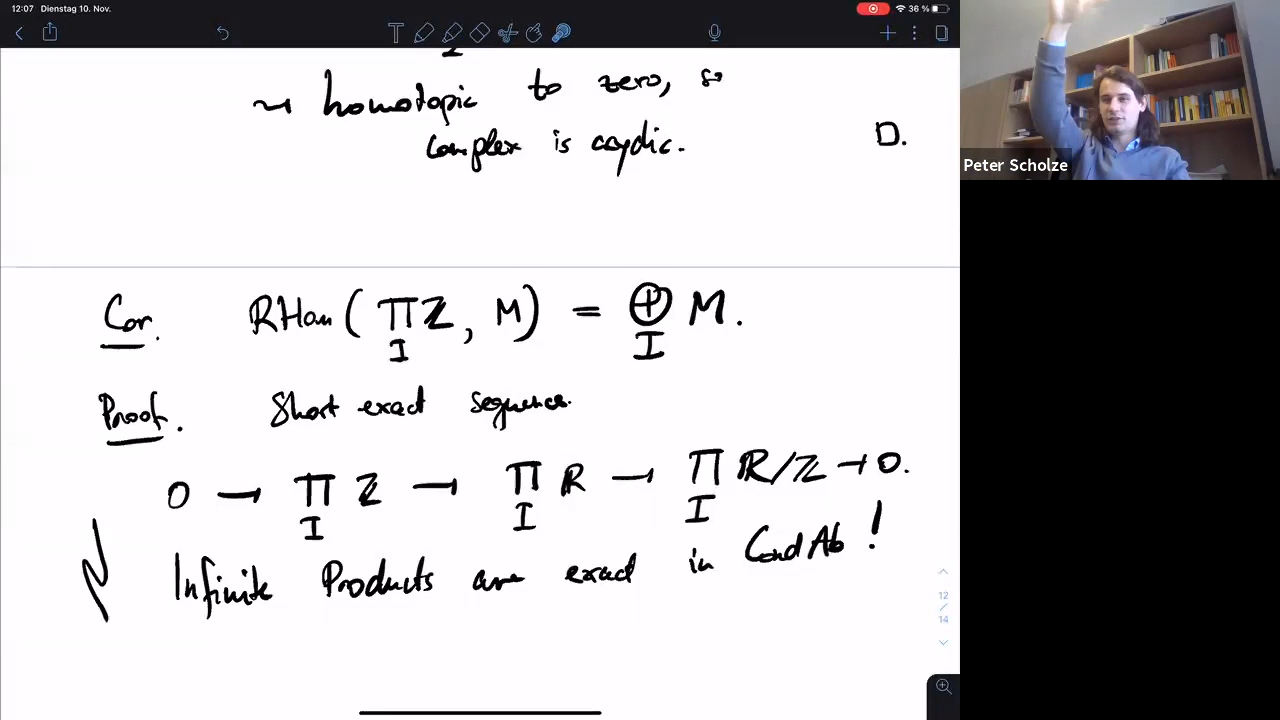 12:07 Dienstag 10. Nov.
36 %
⤳ homotopic to zero, so
complex is acyclic. □.
Peter Scholze
Cor. RHom(∏_I ℤ, M) = ⊕_I M.
Proof. Short exact sequence.
0 → ∏_I ℤ → ∏_I ℝ → ∏_I ℝ/ℤ → 0.
Infinite Products are exact in CondAb!
12
/
14